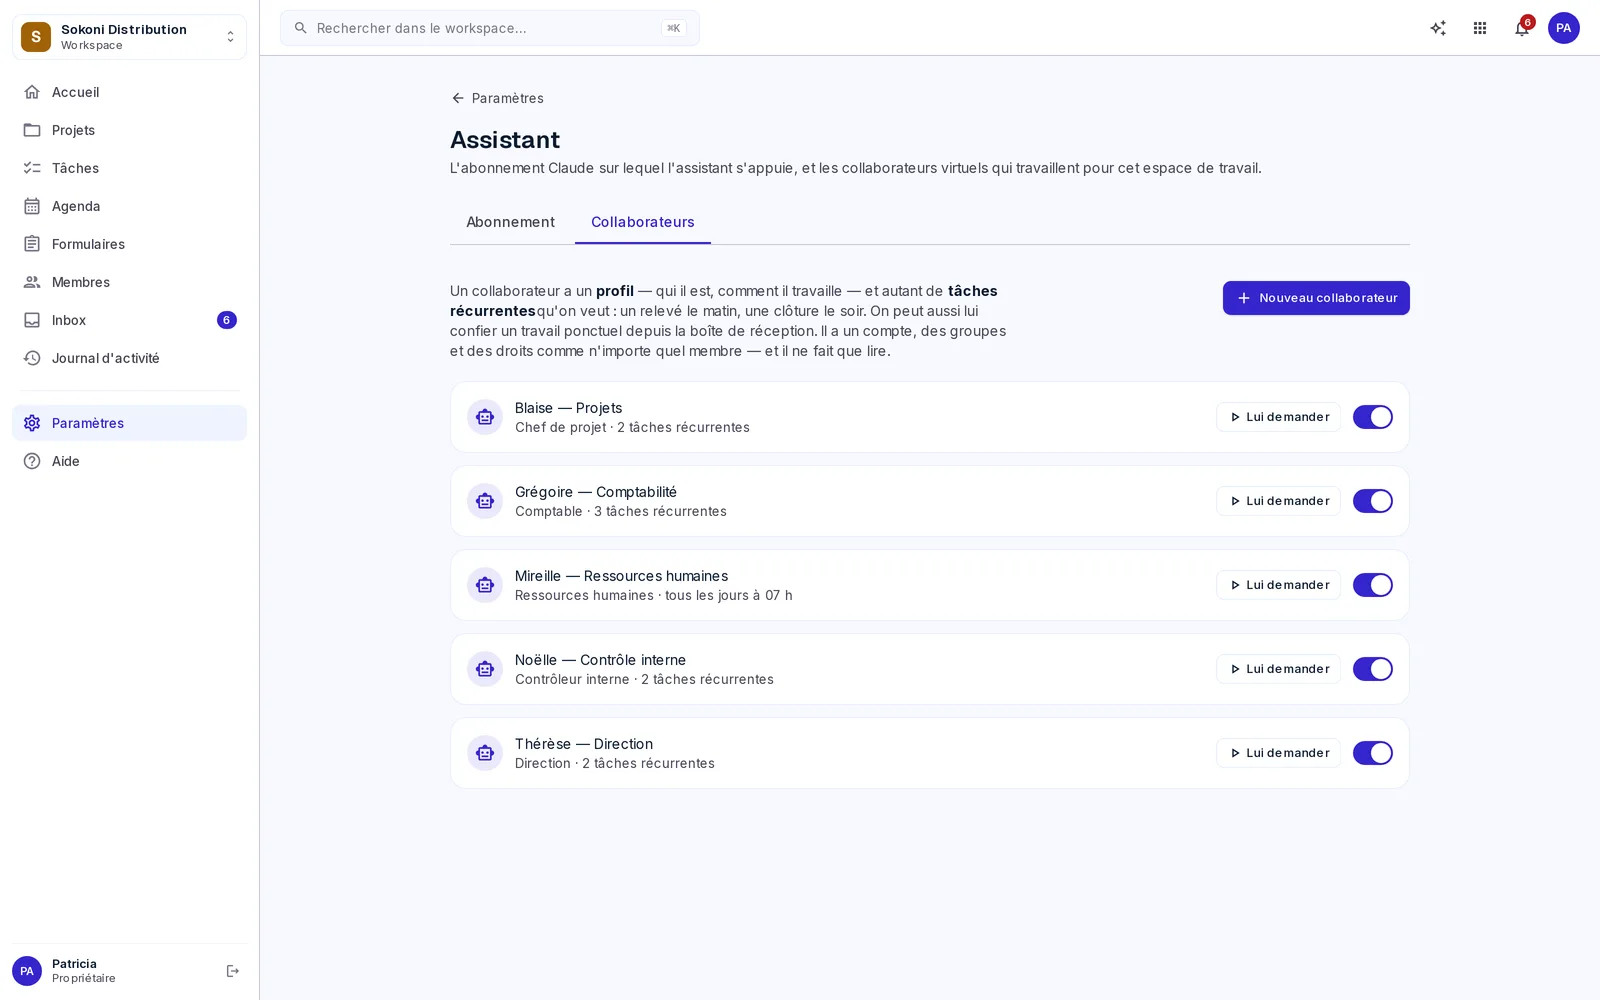 S
Sokoni Distribution
Workspace
Rechercher dans le workspace...
⌘K
6
PA
Accueil
Projets
Tâches
Agenda
Formulaires
Membres
Inbox
6
Journal d'activité
Paramètres
Aide
Paramètres
Assistant
L'abonnement Claude sur lequel l'assistant s'appuie, et les collaborateurs virtuels qui travaillent pour cet espace de travail.
Abonnement
Collaborateurs
Un collaborateur a un profil — qui il est, comment il travaille — et autant de tâches
récurrentes qu'on veut : un relevé le matin, une clôture le soir. On peut aussi lui
confier un travail ponctuel depuis la boîte de réception. Il a un compte, des groupes
et des droits comme n'importe quel membre — et il ne fait que lire.
Nouveau collaborateur
Blaise — Projets
Chef de projet · 2 tâches récurrentes
Lui demander
Grégoire — Comptabilité
Comptable · 3 tâches récurrentes
Lui demander
Mireille — Ressources humaines
Ressources humaines · tous les jours à 07 h
Lui demander
Noëlle — Contrôle interne
Contrôleur interne · 2 tâches récurrentes
Lui demander
Thérèse — Direction
Direction · 2 tâches récurrentes
Lui demander
PA
Patricia
Propriétaire